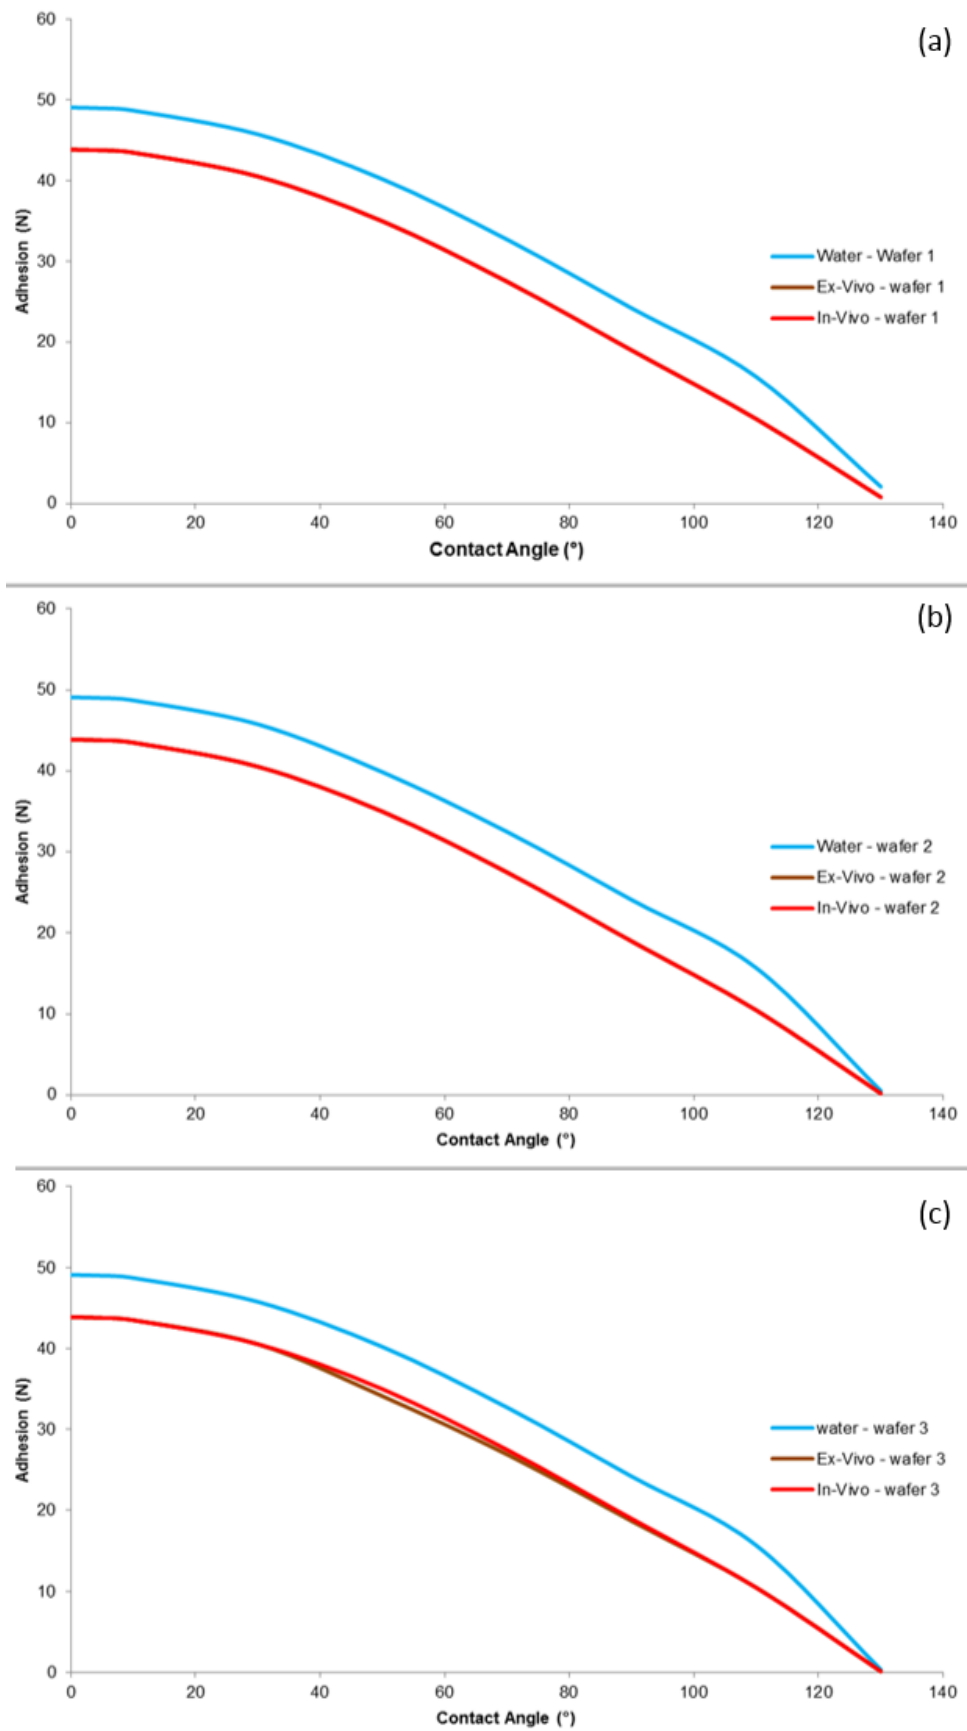 (a)
60
50
40
30
20
10
0
Adhesion (N)
Water - Wafer 1
Ex-Vivo - wafer 1
In-Vivo - wafer 1
0 20 40 60 80 100 120 140
Contact Angle (°)
(b)
60
50
40
30
20
10
0
Adhesion (N)
Water - wafer 2
Ex-Vivo - wafer 2
In-Vivo - wafer 2
0 20 40 60 80 100 120 140
Contact Angle (°)
(c)
60
50
40
30
20
10
0
Adhesion (N)
water - wafer 3
Ex-Vivo - wafer 3
In-Vivo - wafer 3
0 20 40 60 80 100 120 140
Contact Angle (°)